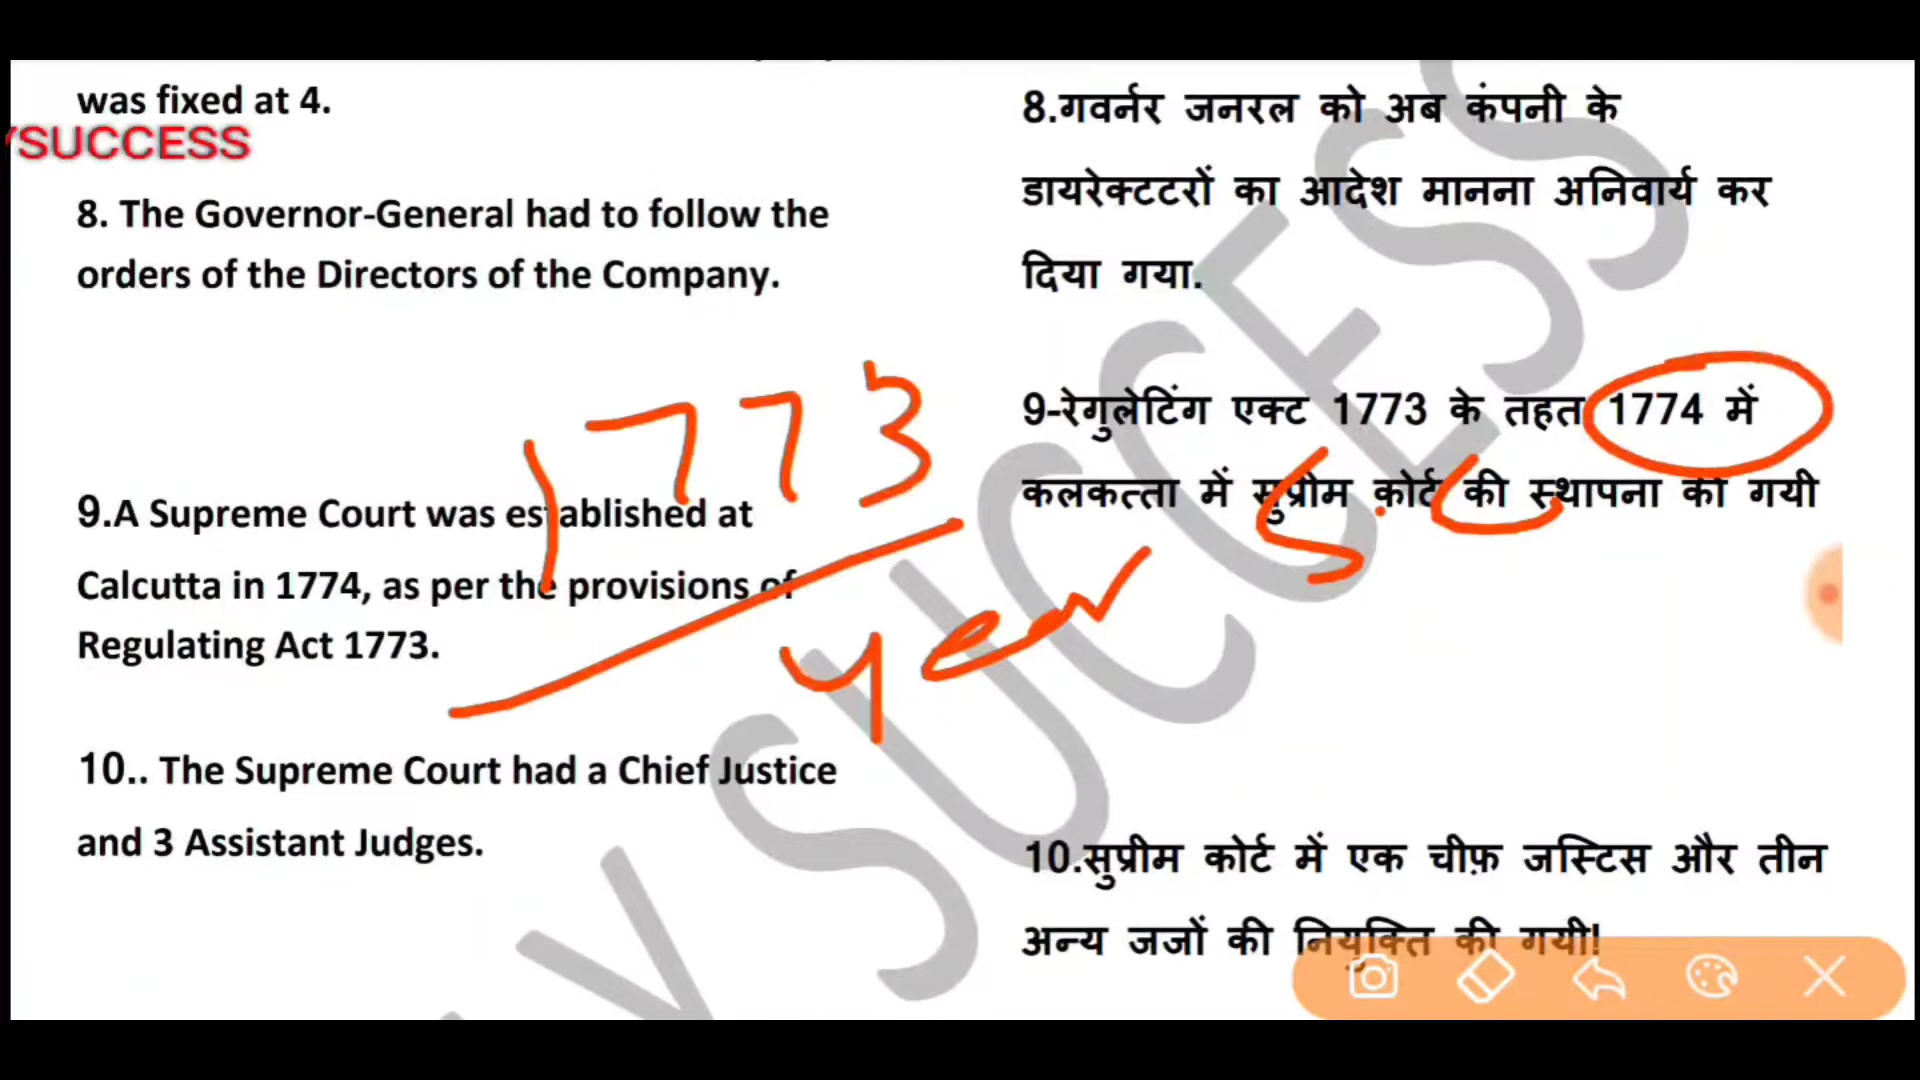 was fixed at 4.
YSUCCESS
8. The Governor-General had to follow the
orders of the Directors of the Company.
9.A Supreme Court was established at
Calcutta in 1774, as per the provisions of
Regulating Act 1773.
10.. The Supreme Court had a Chief Justice
and 3 Assistant Judges.
1773
year
8.गवर्नर जनरल को अब कंपनी के
डायरेक्टटरों का आदेश मानना अनिवार्य कर
दिया गया.
9-रेगुलेटिंग एक्ट 1773 के तहत 1774 में
कलकत्ता में सुप्रीम कोर्ट की स्थापना की गयी
S.C
10.सुप्रीम कोर्ट में एक चीफ़ जस्टिस और तीन
अन्य जजों की नियुक्ति की गयी!
Y SUCCESS